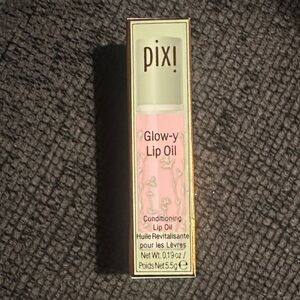 pixi
Glow-y
Lip Oil
Conditioning
Lip Oil
Huile Revitalisante
pour les Lèvres
Net Wt. 0.19 oz /
Poids Net 5.5g ℮